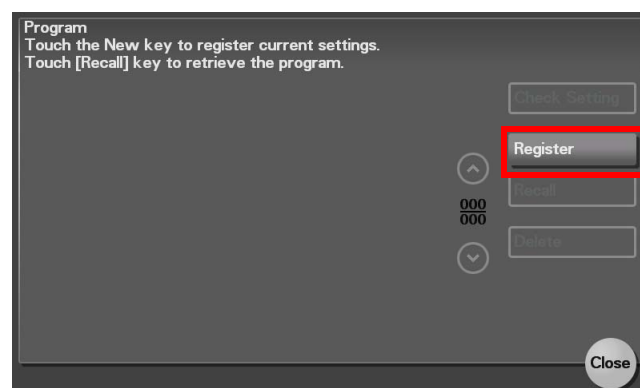 Program
Touch the New key to register current settings.
Touch [Recall] key to retrieve the program.
Check Setting
Register
Recall
000
000
Delete
Close